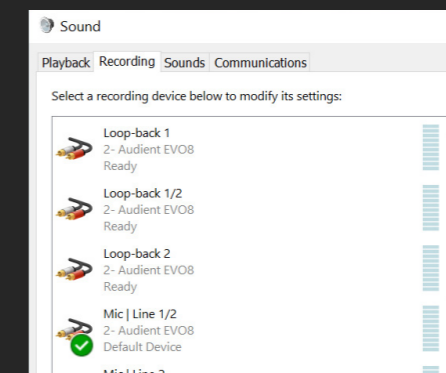 Sound
Playback Recording Sounds Communications
Select a recording device below to modify its settings:
Loop-back 1
2- Audient EVO8
Ready
Loop-back 1/2
2- Audient EVO8
Ready
Loop-back 2
2- Audient EVO8
Ready
Mic | Line 1/2
2- Audient EVO8
Default Device